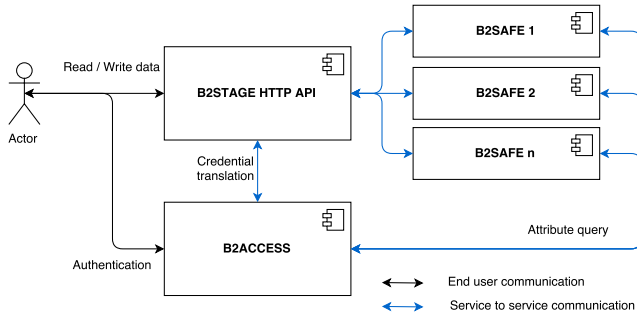 B2SAFE 1
Read / Write data
B2STAGE HTTP API
B2SAFE 2
Actor
B2SAFE n
Credential
translation
B2ACCESS
Attribute query
Authentication
End user communication
Service to service communication